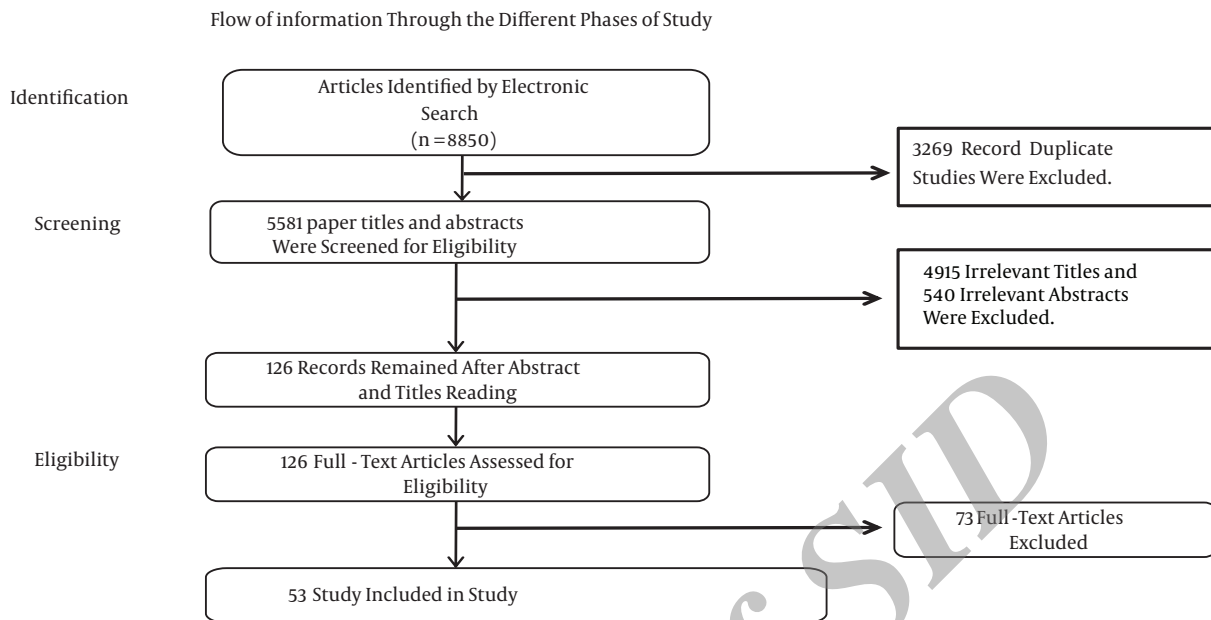 Flow of information Through the Different Phases of Study
Identification
Articles Identified by Electronic
Search
(n =8850)
3269 Record Duplicate
Studies Were Excluded.
Screening
5581 paper titles and abstracts
Were Screened for Eligibility
4915 Irrelevant Titles and
540 Irrelevant Abstracts
Were Excluded.
126 Records Remained After Abstract
and Titles Reading
Eligibility
126 Full - Text Articles Assessed for
Eligibility
73 Full -Text Articles
Excluded
53 Study Included in Study
SID